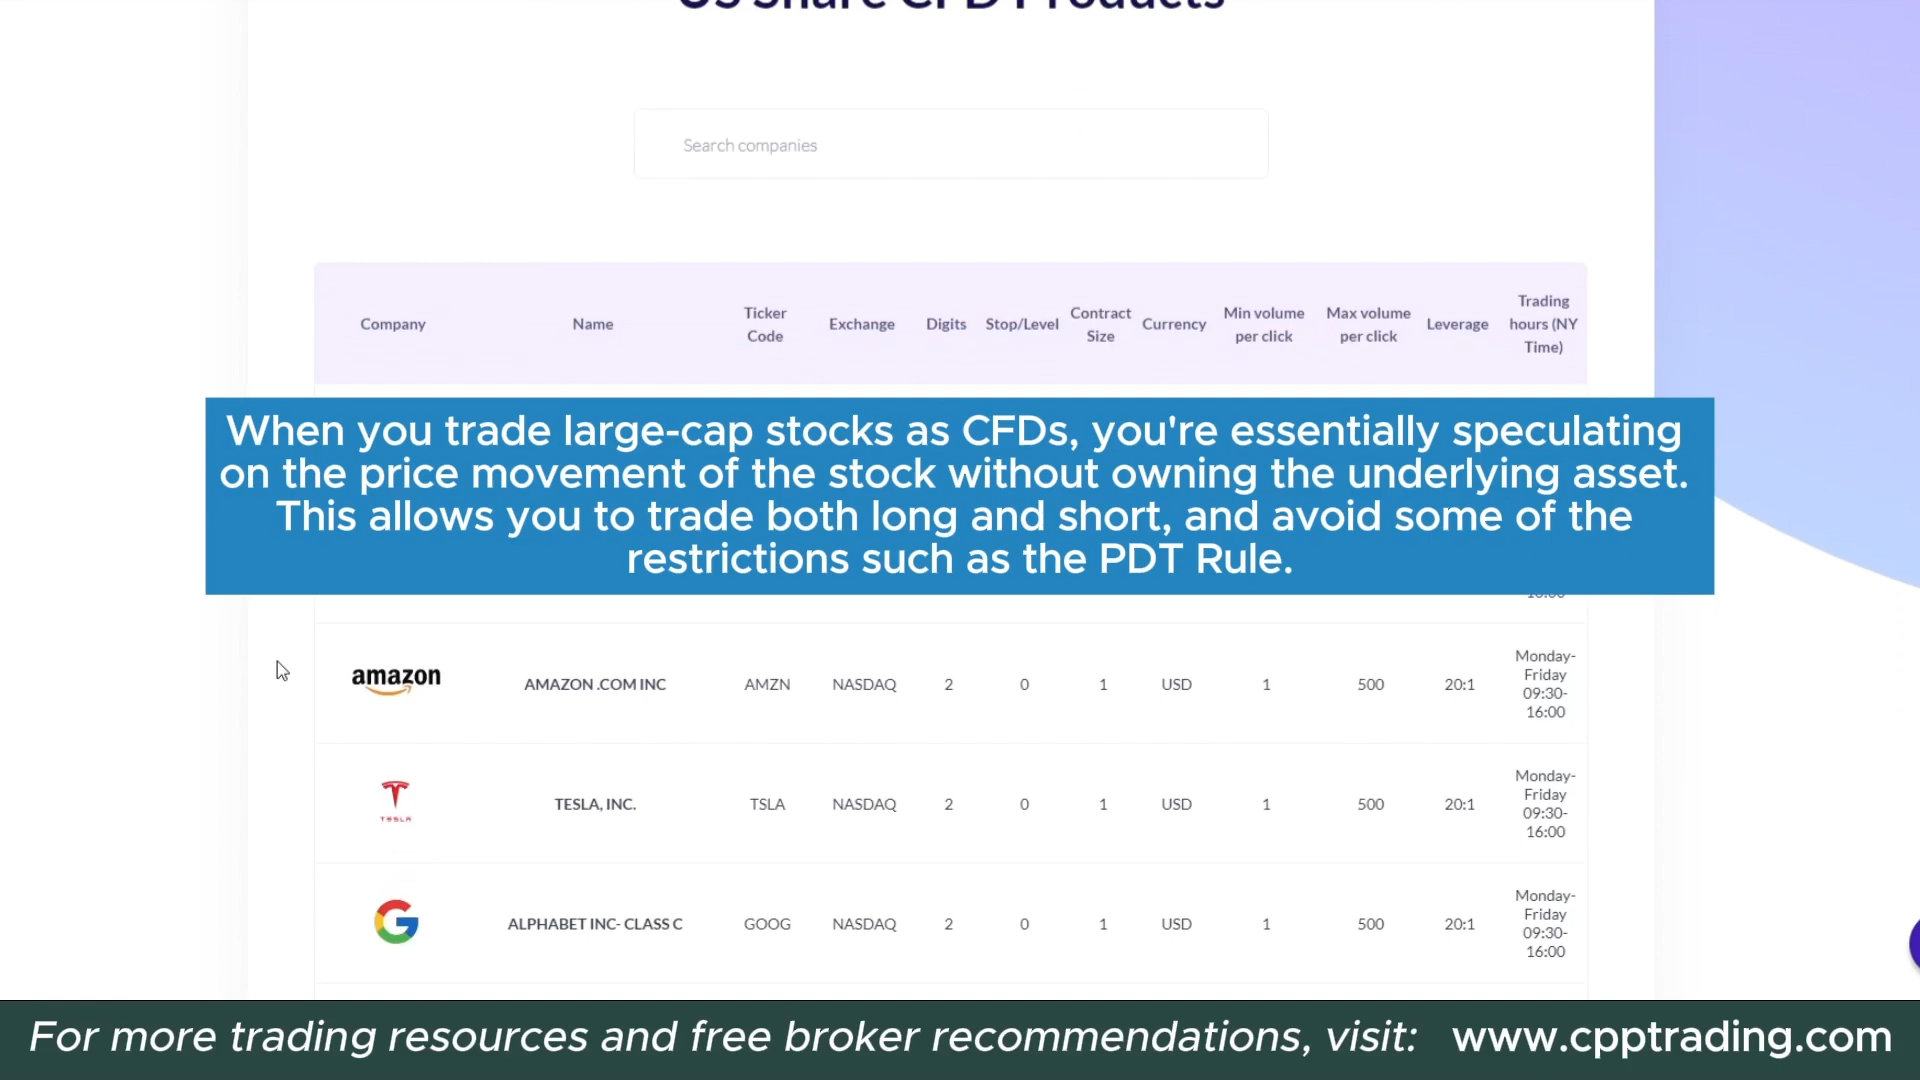 US Share CFD Products
Search companies
Company Name Ticker Code Exchange Digits Stop/Level Contract Size Currency Min volume per click Max volume per click Leverage Trading hours (NY Time)
When you trade large-cap stocks as CFDs, you're essentially speculating
on the price movement of the stock without owning the underlying asset.
This allows you to trade both long and short, and avoid some of the
restrictions such as the PDT Rule.
amazon AMAZON .COM INC AMZN NASDAQ 2 0 1 USD 1 500 20:1 Monday-Friday 09:30-16:00
TESLA TESLA, INC. TSLA NASDAQ 2 0 1 USD 1 500 20:1 Monday-Friday 09:30-16:00
G ALPHABET INC- CLASS C GOOG NASDAQ 2 0 1 USD 1 500 20:1 Monday-Friday 09:30-16:00
For more trading resources and free broker recommendations, visit: www.cpptrading.com